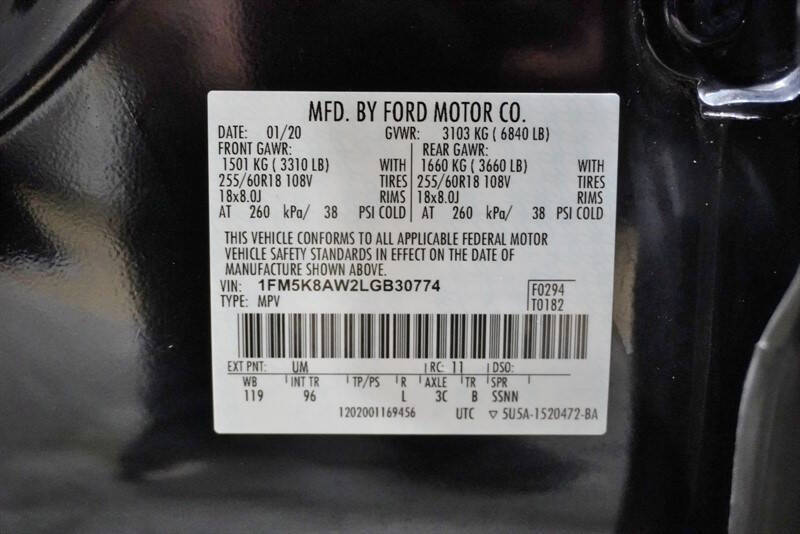 MFD. BY FORD MOTOR CO.
DATE: 01/20 GVWR: 3103 KG ( 6840 LB)
FRONT GAWR: REAR GAWR:
1501 KG ( 3310 LB) WITH 1660 KG ( 3660 LB) WITH
255/60R18 108V TIRES 255/60R18 108V TIRES
18x8.0J RIMS 18x8.0J RIMS
AT 260 kPa/ 38 PSI COLD AT 260 kPa/ 38 PSI COLD
THIS VEHICLE CONFORMS TO ALL APPLICABLE FEDERAL MOTOR
VEHICLE SAFETY STANDARDS IN EFFECT ON THE DATE OF
MANUFACTURE SHOWN ABOVE.
VIN: 1FM5K8AW2LGB30774 F0294
TYPE: MPV T0182
EXT PNT: UM RC: 11 DSO:
WB INT TR TP/PS R AXLE TR SPR
119 96 L 3C B SSNN
1202001169456 UTC ▽ 5U5A-1520472-BA